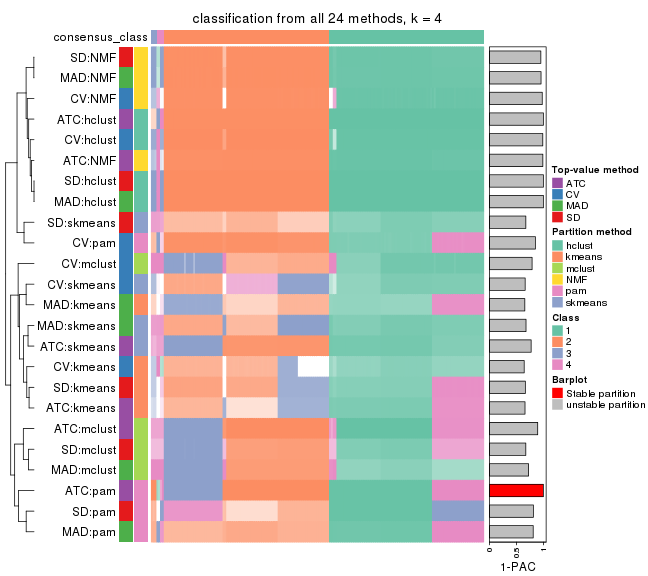 classification from all 24 methods, k = 4
consensus_class
SD:NMF
MAD:NMF
CV:NMF
ATC:hclust
CV:hclust
ATC:NMF
SD:hclust
MAD:hclust
SD:skmeans
CV:pam
CV:mclust
CV:skmeans
MAD:kmeans
MAD:skmeans
ATC:skmeans
CV:kmeans
SD:kmeans
ATC:kmeans
ATC:mclust
SD:mclust
MAD:mclust
ATC:pam
SD:pam
MAD:pam
0
0.5
1
1-PAC
Top-value method
ATC
CV
MAD
SD
Partition method
hclust
kmeans
mclust
NMF
pam
skmeans
Class
1
2
3
4
Barplot
Stable partition
unstable partition